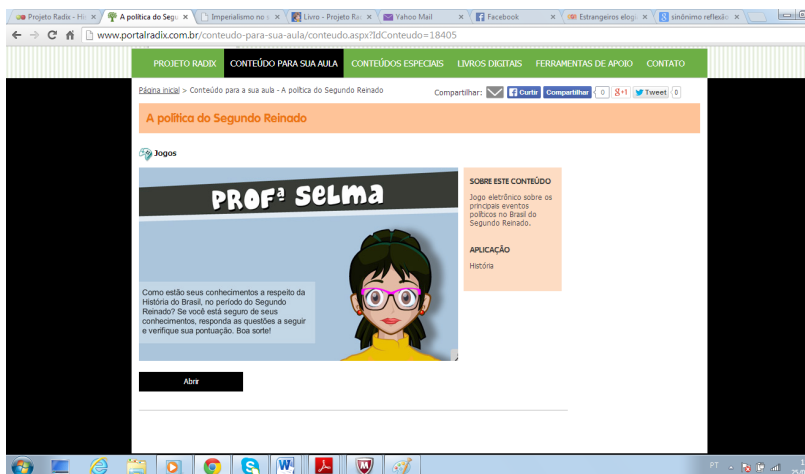 Projeto Radix - His
A política do Segu
Imperialismo no s
Livro - Projeto Ra
Yahoo Mail
Facebook
Estrangeiros elog
sinônimo reflexão
www.portalradix.com.br/conteudo-para-sua-aula/conteudo.aspx?IdConteudo=18405
PROJETO RADIX CONTEÚDO PARA SUA AULA CONTEÚDOS ESPECIAIS LIVROS DIGITAIS FERRAMENTAS DE APOIO CONTATO
Página inicial > Conteúdo para a sua aula - A política do Segundo Reinado
Compartilhar: Curtir Compartilhar 0 g+1 Tweet 0
A política do Segundo Reinado
Jogos
PROFª SELMA
Como estão seus conhecimentos a respeito da
História do Brasil, no período do Segundo
Reinado? Se você está seguro de seus
conhecimentos, responda as questões a seguir
e verifique sua pontuação. Boa sorte!
SOBRE ESTE CONTEÚDO
Jogo eletrônico sobre os
principais eventos
políticos no Brasil do
Segundo Reinado.
APLICAÇÃO
História
Abrir
PT